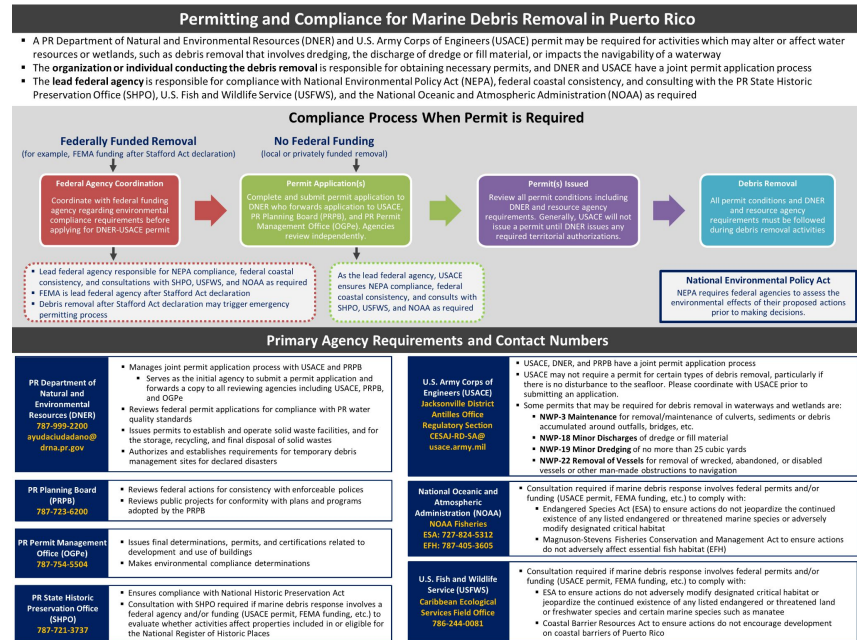 Permitting and Compliance for Marine Debris Removal in Puerto Rico
▪ A PR Department of Natural and Environmental Resources (DNER) and U.S. Army Corps of Engineers (USACE) permit may be required for activities which may alter or affect water
resources or wetlands, such as debris removal that involves dredging, the discharge of dredge or fill material, or impacts the navigability of a waterway
▪ The organization or individual conducting the debris removal is responsible for obtaining necessary permits, and DNER and USACE have a joint permit application process
▪ The lead federal agency is responsible for compliance with National Environmental Policy Act (NEPA), federal coastal consistency, and consulting with the PR State Historic
Preservation Office (SHPO), U.S. Fish and Wildlife Service (USFWS), and the National Oceanic and Atmospheric Administration (NOAA) as required
Compliance Process When Permit is Required
Federally Funded Removal
(for example, FEMA funding after Stafford Act declaration)
No Federal Funding
(local or privately funded removal)
Federal Agency Coordination
Coordinate with federal funding
agency regarding environmental
compliance requirements before
applying for DNER-USACE permit
Permit Application(s)
Complete and submit permit application to
DNER who forwards application to USACE,
PR Planning Board (PRPB), and PR Permit
Management Office (OGPe). Agencies
review independently.
Permit(s) Issued
Review all permit conditions including
DNER and resource agency
requirements. Generally, USACE will not
issue a permit until DNER issues any
required territorial authorizations.
Debris Removal
All permit conditions and DNER
and resource agency
requirements must be followed
during debris removal activities
▪ Lead federal agency responsible for NEPA compliance, federal coastal
consistency, and consultations with SHPO, USFWS, and NOAA as required
▪ FEMA is lead federal agency after Stafford Act declaration
▪ Debris removal after Stafford Act declaration may trigger emergency
permitting process
As the lead federal agency, USACE
ensures NEPA compliance, federal
coastal consistency, and consults with
SHPO, USFWS, and NOAA as required
National Environmental Policy Act
NEPA requires federal agencies to assess the
environmental effects of their proposed actions
prior to making decisions.
Primary Agency Requirements and Contact Numbers
PR Department of
Natural and
Environmental
Resources (DNER)
787-999-2200
ayudaciudadano@
drna.pr.gov
▪ Manages joint permit application process with USACE and PRPB
▪ Serves as the initial agency to submit a permit application and
forwards a copy to all reviewing agencies including USACE, PRPB,
and OGPe
▪ Reviews federal permit applications for compliance with PR water
quality standards
▪ Issues permits to establish and operate solid waste facilities, and for
the storage, recycling, and final disposal of solid wastes
▪ Authorizes and establishes requirements for temporary debris
management sites for declared disasters
PR Planning Board
(PRPB)
787-723-6200
▪ Reviews federal actions for consistency with enforceable polices
▪ Reviews public projects for conformity with plans and programs
adopted by the PRPB
PR Permit Management
Office (OGPe)
787-754-5504
▪ Issues final determinations, permits, and certifications related to
development and use of buildings
▪ Makes environmental compliance determinations
PR State Historic
Preservation Office
(SHPO)
787-721-3737
▪ Ensures compliance with National Historic Preservation Act
▪ Consultation with SHPO required if marine debris response involves a
federal agency and/or funding (USACE permit, FEMA funding, etc.) to
evaluate whether activities affect properties included in or eligible for
the National Register of Historic Places
U.S. Army Corps of
Engineers (USACE)
Jacksonville District
Antilles Office
Regulatory Section
CESAJ-RD-SA@
usace.army.mil
▪ USACE, DNER, and PRPB have a joint permit application process
▪ USACE may not require a permit for certain types of debris removal, particularly if
there is no disturbance to the seafloor. Please coordinate with USACE prior to
submitting an application.
▪ Some permits that may be required for debris removal in waterways and wetlands are:
▪ NWP-3 Maintenance for removal/maintenance of culverts, sediments or debris
accumulated around outfalls, bridges, etc.
▪ NWP-18 Minor Discharges of dredge or fill material
▪ NWP-19 Minor Dredging of no more than 25 cubic yards
▪ NWP-22 Removal of Vessels for removal of wrecked, abandoned, or disabled
vessels or other man-made obstructions to navigation
National Oceanic and
Atmospheric
Administration (NOAA)
NOAA Fisheries
ESA: 727-824-5312
EFH: 787-405-3605
▪ Consultation required if marine debris response involves federal permits and/or
funding (USACE permit, FEMA funding, etc.) to comply with:
▪ Endangered Species Act (ESA) to ensure actions do not jeopardize the continued
existence of any listed endangered or threatened marine species or adversely
modify designated critical habitat
▪ Magnuson-Stevens Fisheries Conservation and Management Act to ensure actions
do not adversely affect essential fish habitat (EFH)
U.S. Fish and Wildlife
Service (USFWS)
Caribbean Ecological
Services Field Office
786-244-0081
▪ Consultation required if marine debris response involves federal permits and/or
funding (USACE permit, FEMA funding, etc.) to comply with:
▪ ESA to ensure actions do not adversely modify designated critical habitat or
jeopardize the continued existence of any listed endangered or threatened land
or freshwater species and certain marine species such as manatee
▪ Coastal Barrier Resources Act to ensure actions do not encourage development
on coastal barriers of Puerto Rico